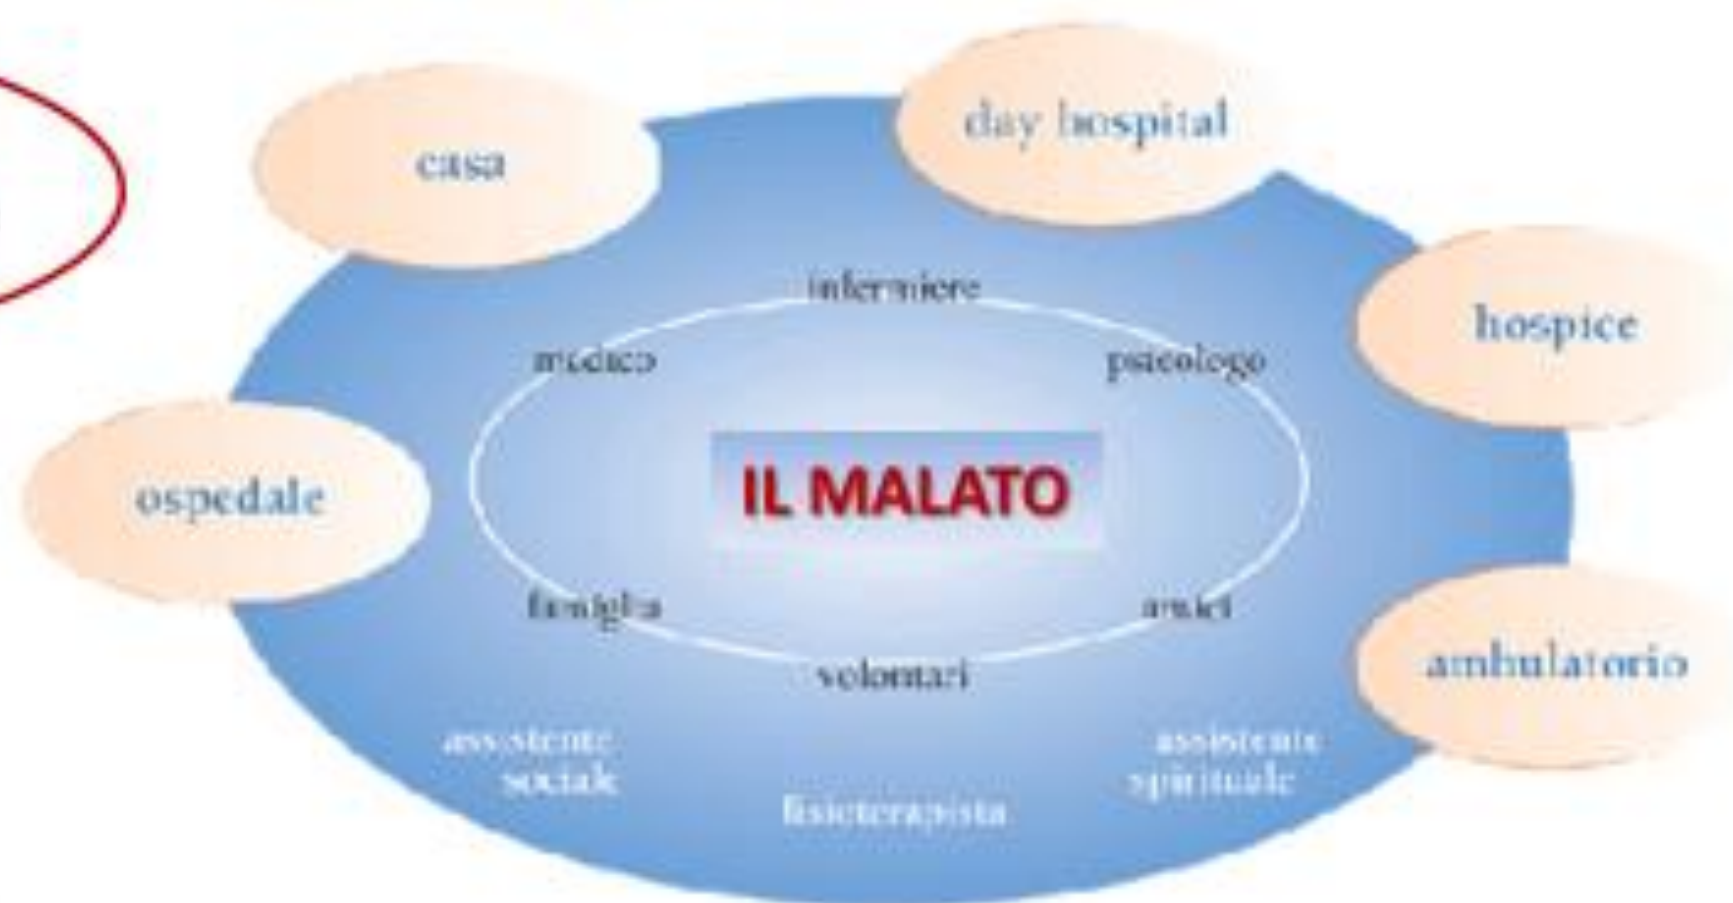 day hospital
casa
infermiere
hospice
medico
psicologo
IL MALATO
ospedale
famiglia
amici
ambulatorio
volontari
assistente
sociale
assistente
spirituale
fisioterapista